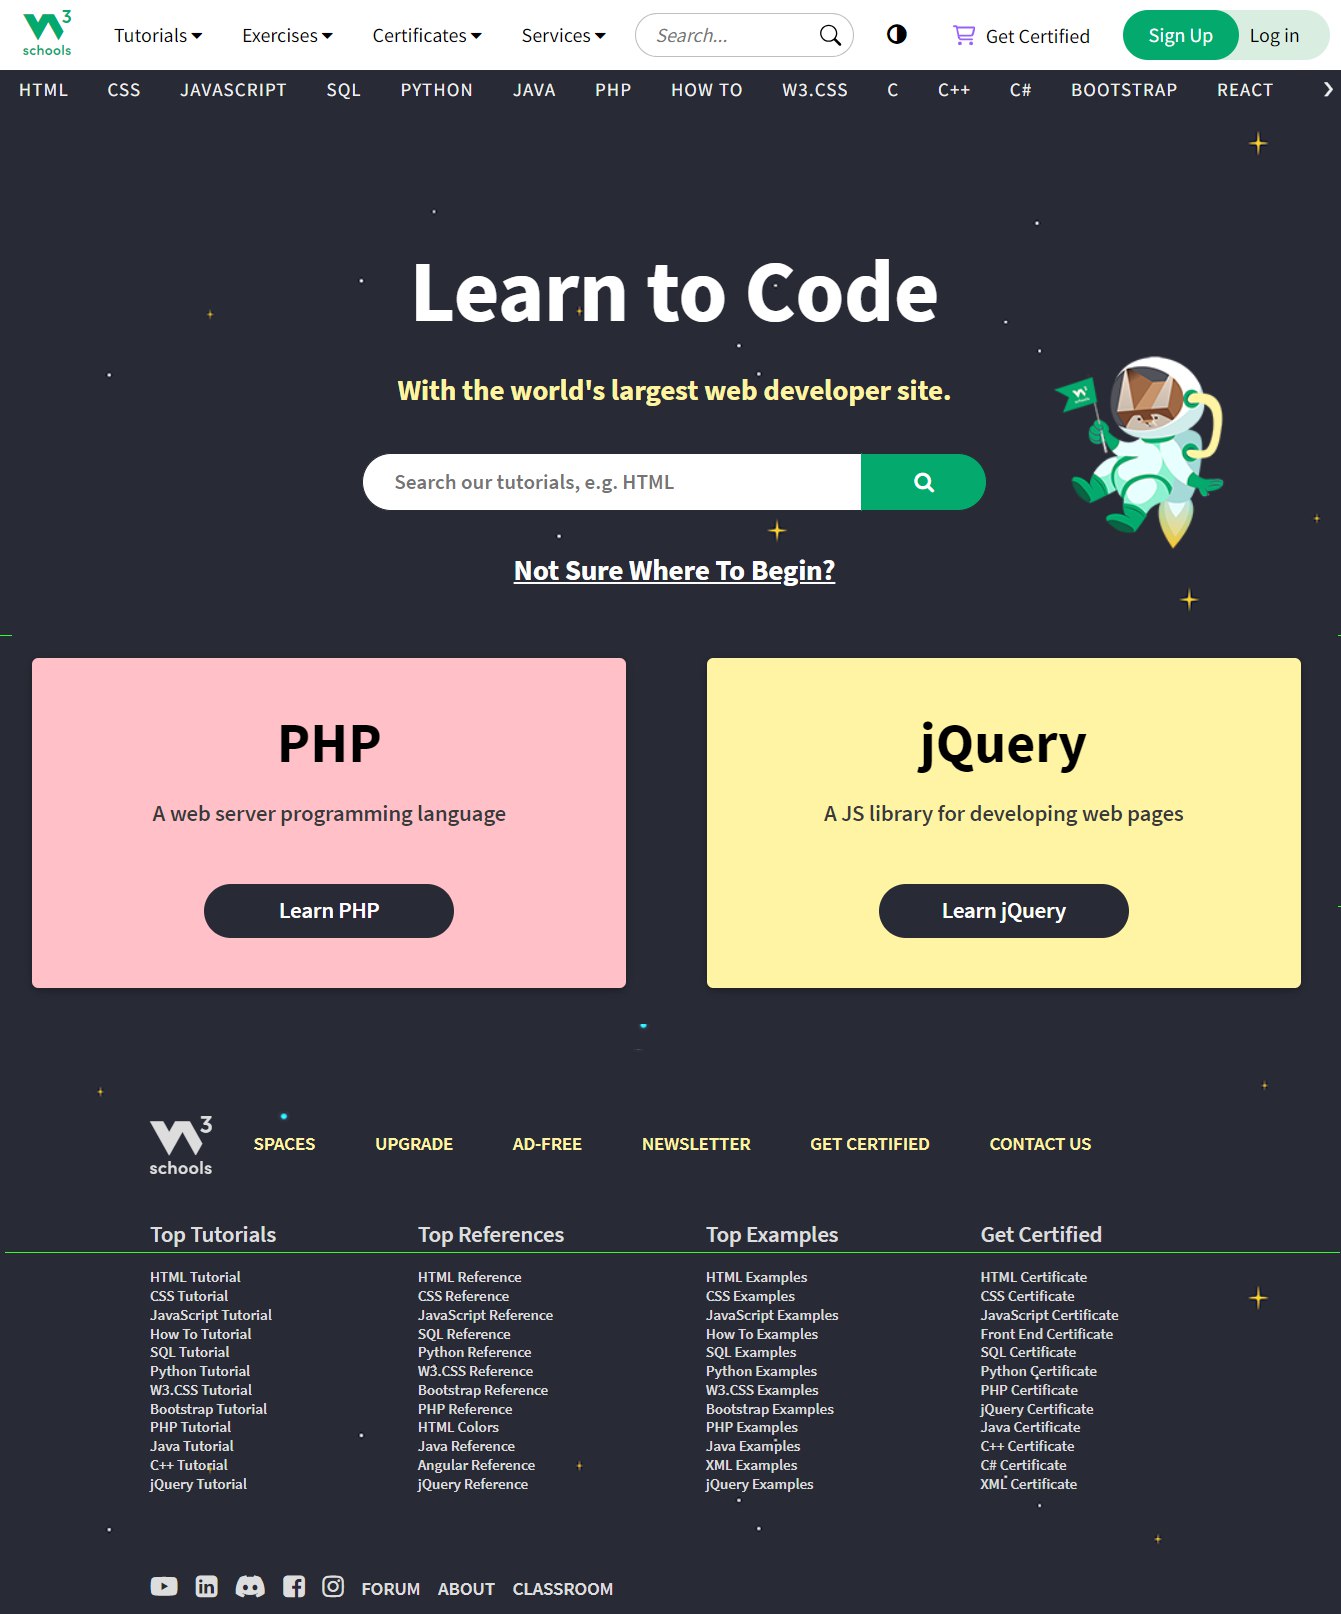 3
schools
Tutorials Exercises Certificates Services Search... Get Certified Sign Up Log in
HTML CSS JAVASCRIPT SQL PYTHON JAVA PHP HOW TO W3.CSS C C++ C# BOOTSTRAP REACT
Learn to Code
With the world's largest web developer site.
Search our tutorials, e.g. HTML
Not Sure Where To Begin?
PHP
A web server programming language
Learn PHP
jQuery
A JS library for developing web pages
Learn jQuery
3
schools
SPACES UPGRADE AD-FREE NEWSLETTER GET CERTIFIED CONTACT US
Top Tutorials
HTML Tutorial
CSS Tutorial
JavaScript Tutorial
How To Tutorial
SQL Tutorial
Python Tutorial
W3.CSS Tutorial
Bootstrap Tutorial
PHP Tutorial
Java Tutorial
C++ Tutorial
jQuery Tutorial
Top References
HTML Reference
CSS Reference
JavaScript Reference
SQL Reference
Python Reference
W3.CSS Reference
Bootstrap Reference
PHP Reference
HTML Colors
Java Reference
Angular Reference
jQuery Reference
Top Examples
HTML Examples
CSS Examples
JavaScript Examples
How To Examples
SQL Examples
Python Examples
W3.CSS Examples
Bootstrap Examples
PHP Examples
Java Examples
XML Examples
jQuery Examples
Get Certified
HTML Certificate
CSS Certificate
JavaScript Certificate
Front End Certificate
SQL Certificate
Python Certificate
PHP Certificate
jQuery Certificate
Java Certificate
C++ Certificate
C# Certificate
XML Certificate
FORUM ABOUT CLASSROOM